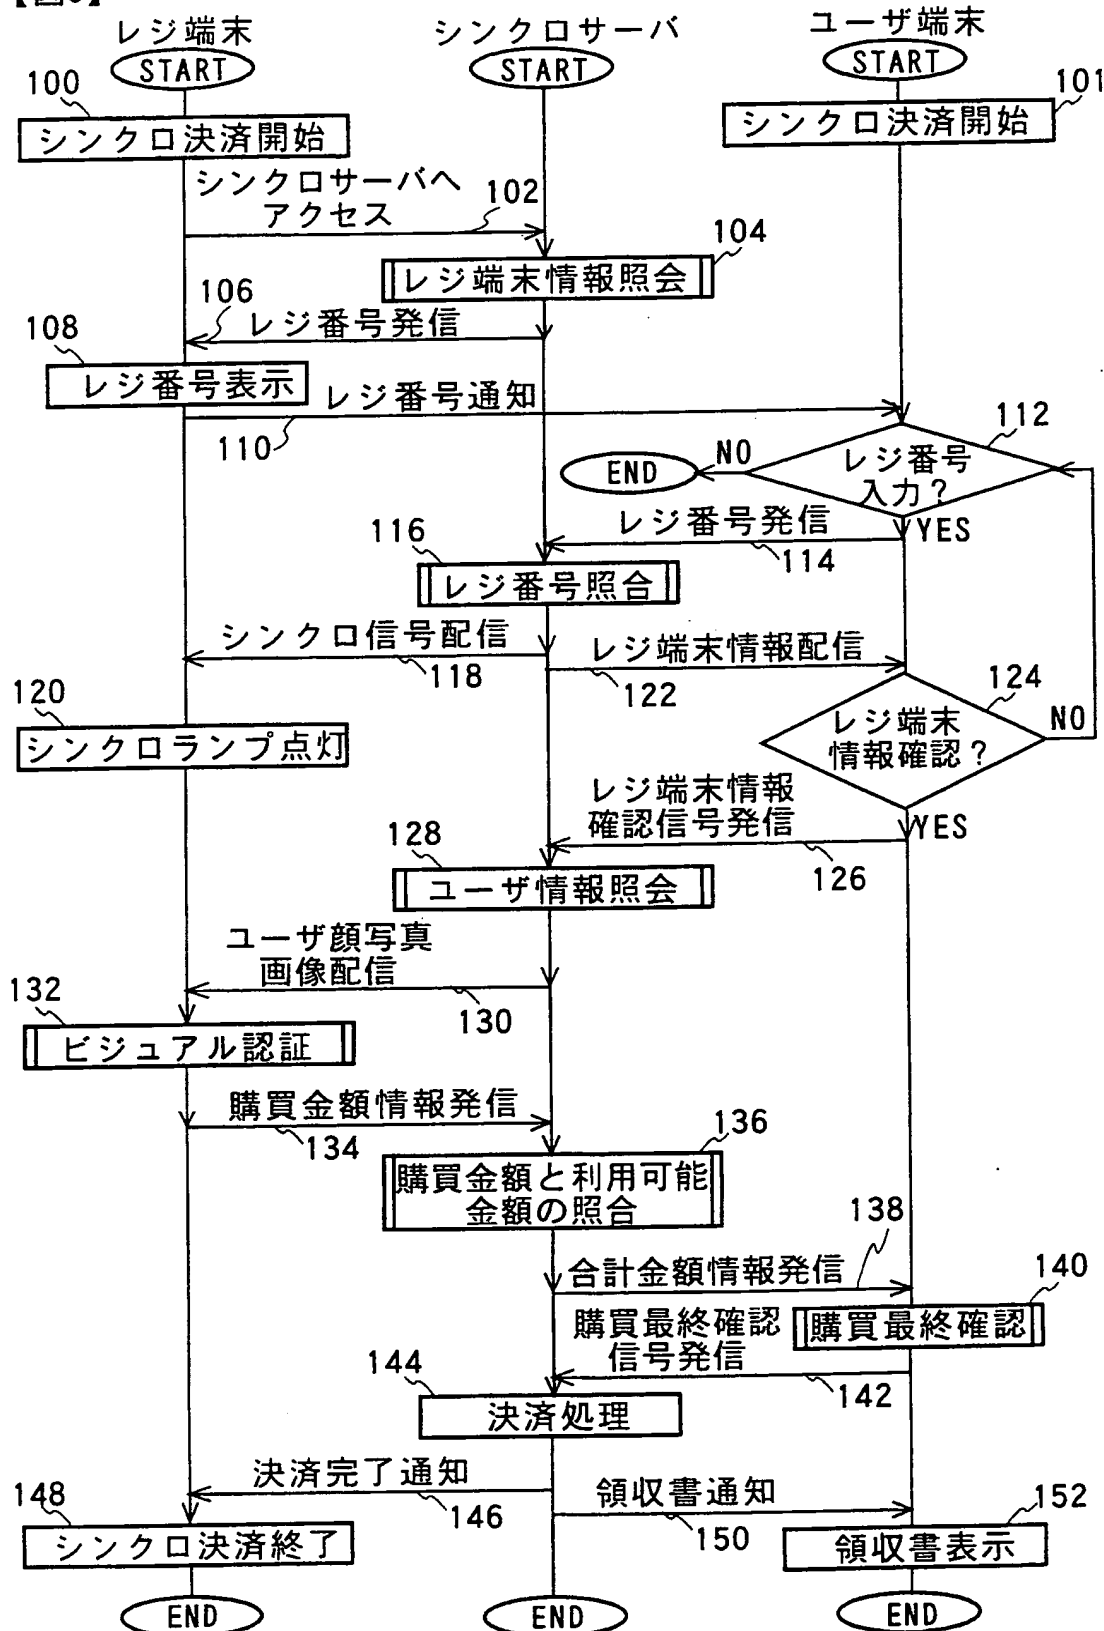 レジ端末
シンクロサーバ
ユーザ端末
START
START
START
100
シンクロ決済開始
101
シンクロ決済開始
シンクロサーバへ
アクセス
102
104
レジ端末情報照会
106
レジ番号発信
108
レジ番号表示
レジ番号通知
110
112
レジ番号
入力？
NO
END
YES
レジ番号発信
114
116
レジ番号照合
シンクロ信号配信
118
レジ端末情報配信
122
120
シンクロランプ点灯
124
レジ端末
情報確認？
NO
YES
レジ端末情報
確認信号発信
126
128
ユーザ情報照会
ユーザ顔写真
画像配信
130
132
ビジュアル認証
購買金額情報発信
134
136
購買金額と利用可能
金額の照合
138
合計金額情報発信
140
購買最終確認
購買最終確認
信号発信
142
144
決済処理
決済完了通知
146
148
シンクロ決済終了
領収書通知
150
152
領収書表示
END
END
END